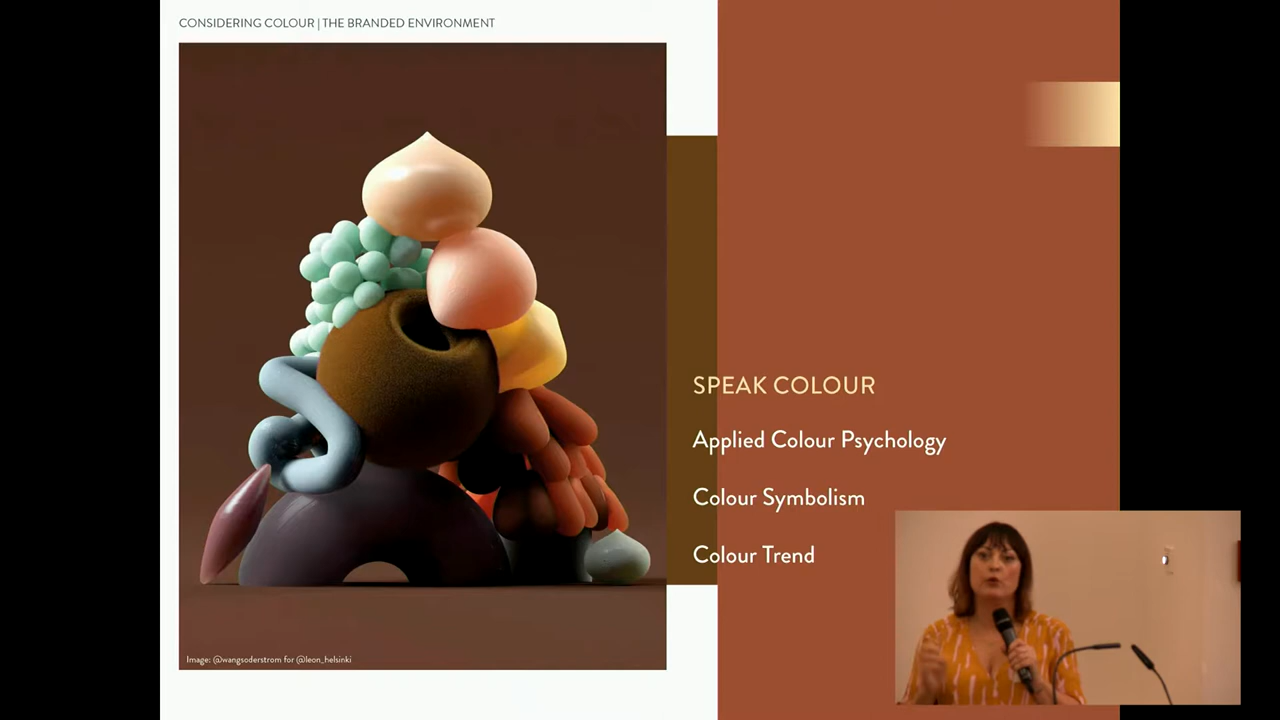 CONSIDERING COLOUR | THE BRANDED ENVIRONMENT
SPEAK COLOUR
Applied Colour Psychology
Colour Symbolism
Colour Trend
Image: @wangsoderstrom for @leon_helsinki